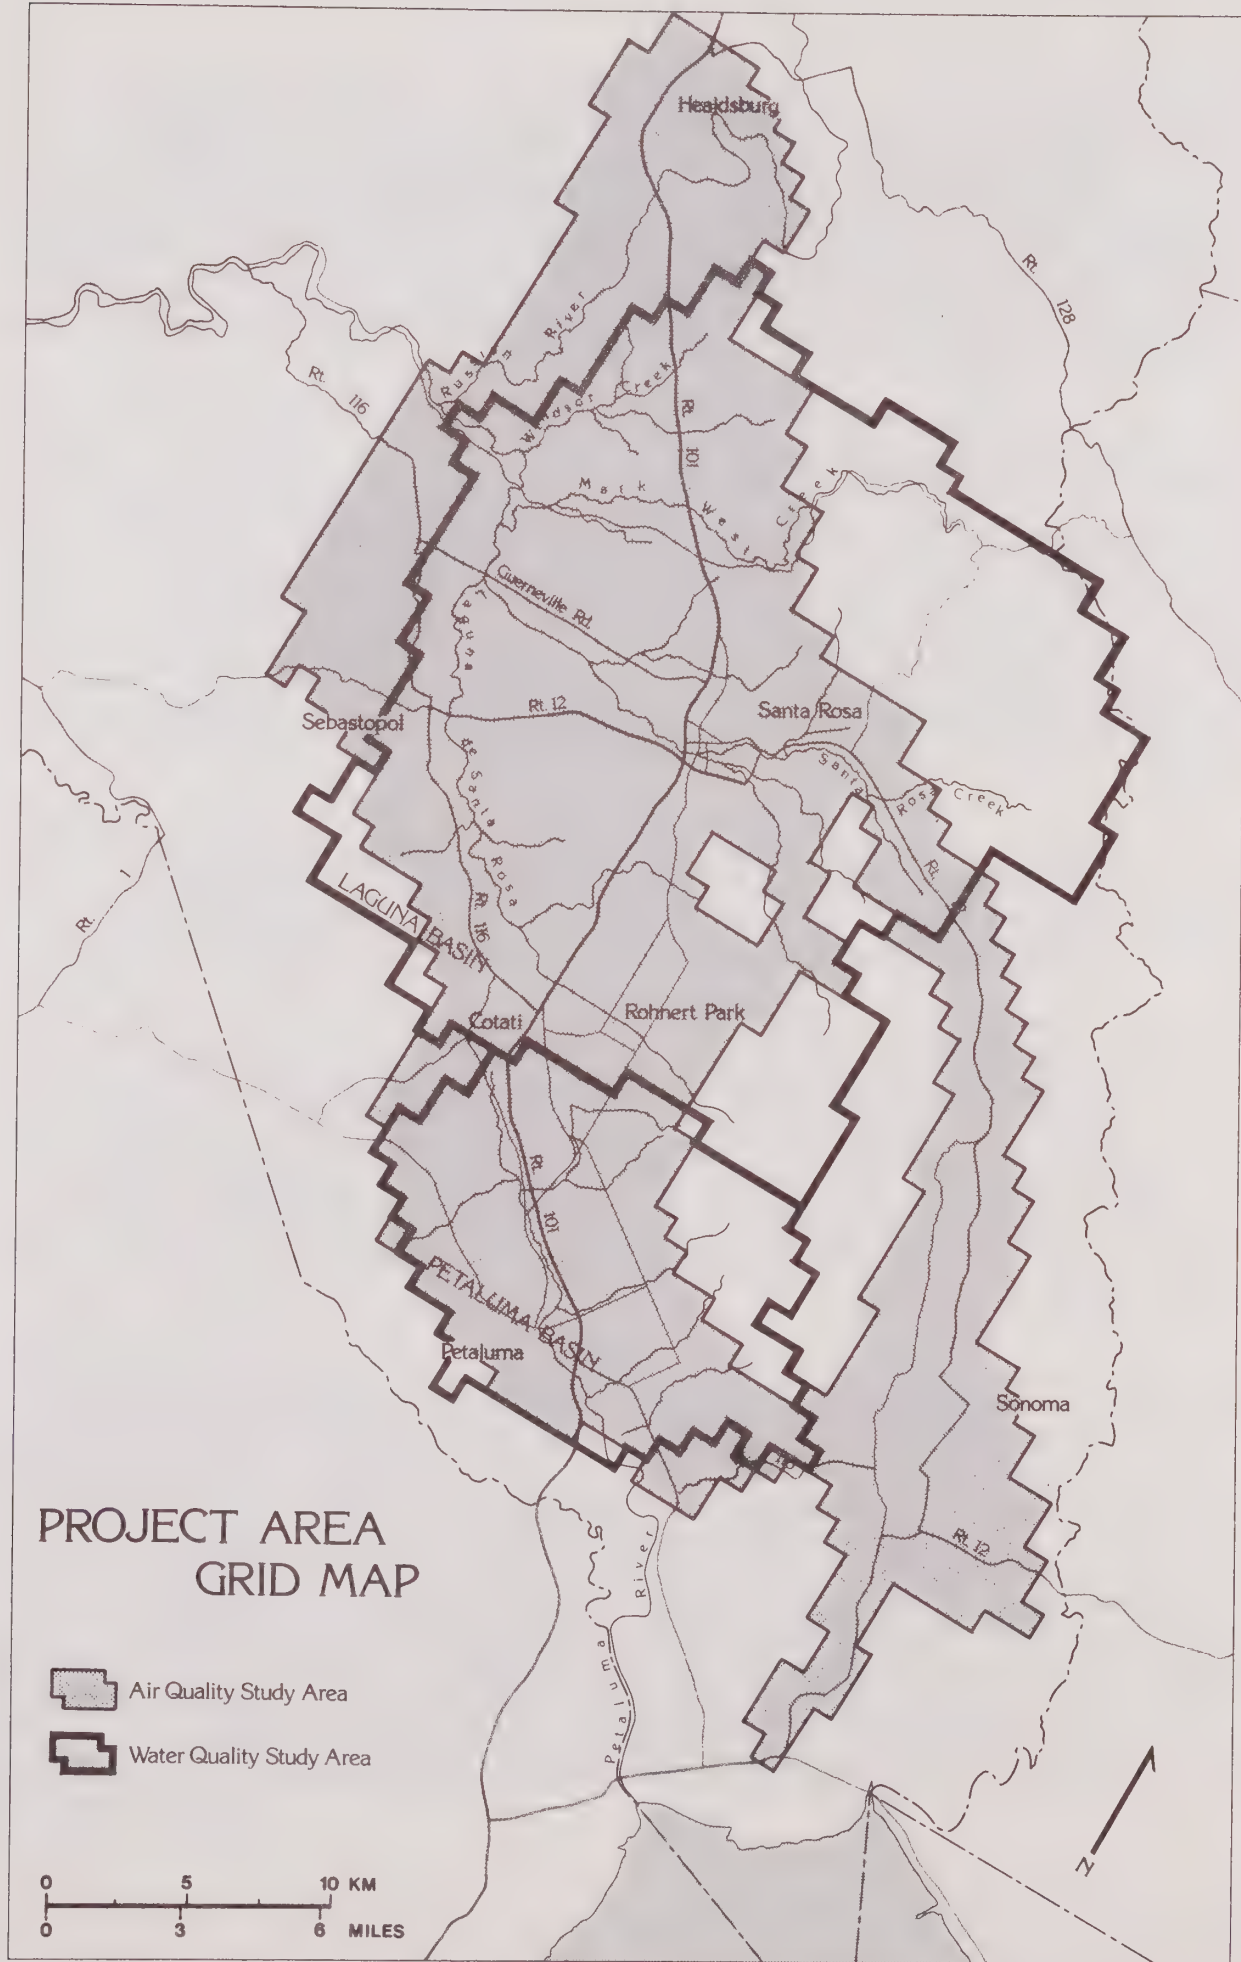 Healdsburg
Rt. 128
Russian River
Rt. 116
Windsor Creek
Rt. 101
Mark West Creek
Guerneville Rd.
Laguna de Santa Rosa
Rt. 12
Santa Rosa
Sebastopol
Santa Rosa Creek
Rt.
Rt. 1
LAGUNA BASIN
Rt. 116
Rohnert Park
Cotati
Rt. 101
PETALUMA BASIN
Petaluma
Sonoma
116
Rt. 12
Petaluma River
PROJECT AREA
GRID MAP
Air Quality Study Area
Water Quality Study Area
0 5 10 KM
0 3 6 MILES
N